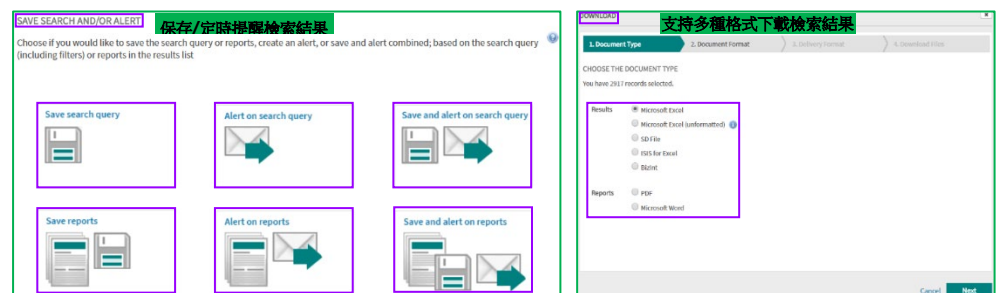 SAVE SEARCH AND/OR ALERT
保存/定時提醒檢索結果
Choose if you would like to save the search query or reports, create an alert, or save and alert combined; based on the search query
(including filters) or reports in the results list
Save search query
Alert on search query
Save and alert on search query
Save reports
Alert on reports
Save and alert on reports
DOWNLOAD
支持多種格式下載檢索結果
1. Document Type
2. Document Format
3. Delivery Format
4. Download Files
CHOOSE THE DOCUMENT TYPE
You have 2917 records selected.
Results
Microsoft Excel
Microsoft Excel (unformatted)
SD File
ISIS for Excel
BizInt
Reports
PDF
Microsoft Word
Cancel
Next